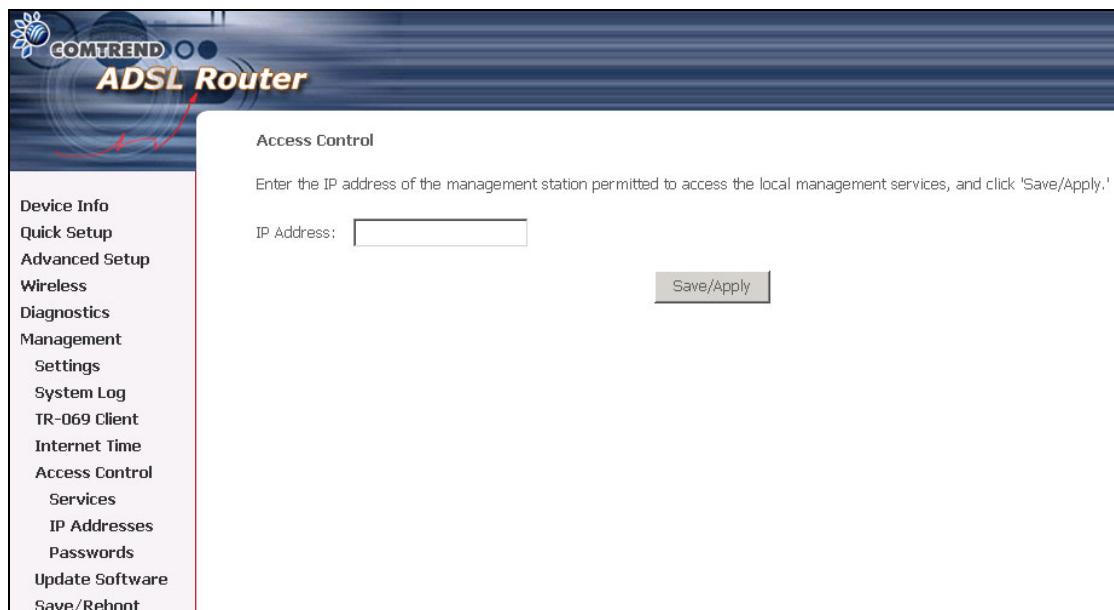 COMTREND
ADSL Router
Access Control
Enter the IP address of the management station permitted to access the local management services, and click 'Save/Apply.'
IP Address:
Save/Apply
Device Info
Quick Setup
Advanced Setup
Wireless
Diagnostics
Management
Settings
System Log
TR-069 Client
Internet Time
Access Control
Services
IP Addresses
Passwords
Update Software
Save/Reboot